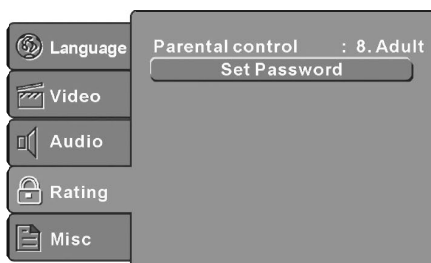 Language
Video
Audio
Rating
Misc
Parental control : 8. Adult
Set Password